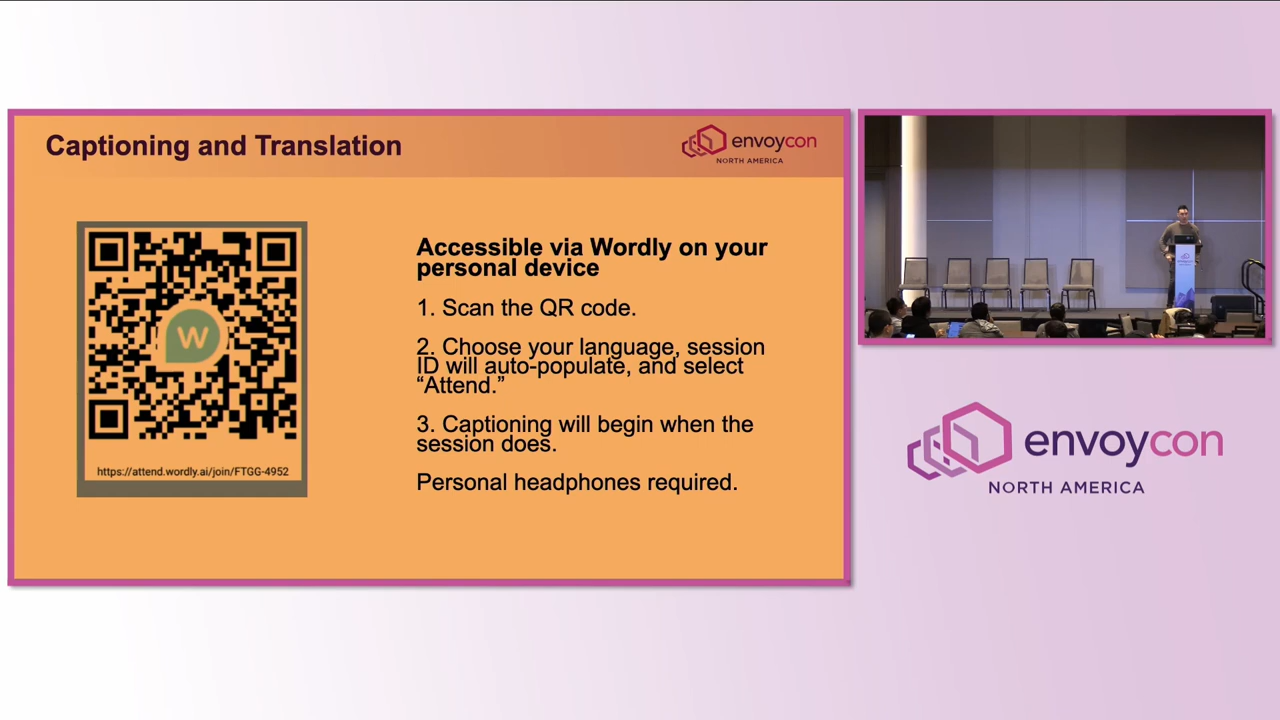 Captioning and Translation
envoycon
NORTH AMERICA
W
https://attend.wordly.ai/join/FTGG-4952
Accessible via Wordly on your
personal device
1. Scan the QR code.
2. Choose your language, session
ID will auto-populate, and select
“Attend.”
3. Captioning will begin when the
session does.
Personal headphones required.
envoycon
NORTH AMERICA